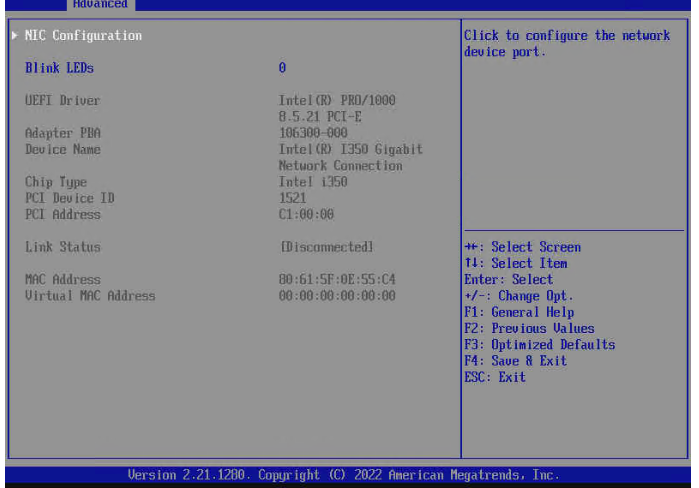 Advanced
NIC Configuration
Click to configure the network
device port.
Blink LEDs 0
UEFI Driver Intel(R) PRO/1000
8.5.21 PCI-E
Adapter PBA 106300-000
Device Name Intel(R) I350 Gigabit
Network Connection
Chip Type Intel i350
PCI Device ID 1521
PCI Address C1:00:00
Link Status [Disconnected]
MAC Address 80:61:5F:0E:55:C4
Virtual MAC Address 00:00:00:00:00:00
→←: Select Screen
↑↓: Select Item
Enter: Select
+/-: Change Opt.
F1: General Help
F2: Previous Values
F3: Optimized Defaults
F4: Save & Exit
ESC: Exit
Version 2.21.1280. Copyright (C) 2022 American Megatrends, Inc.